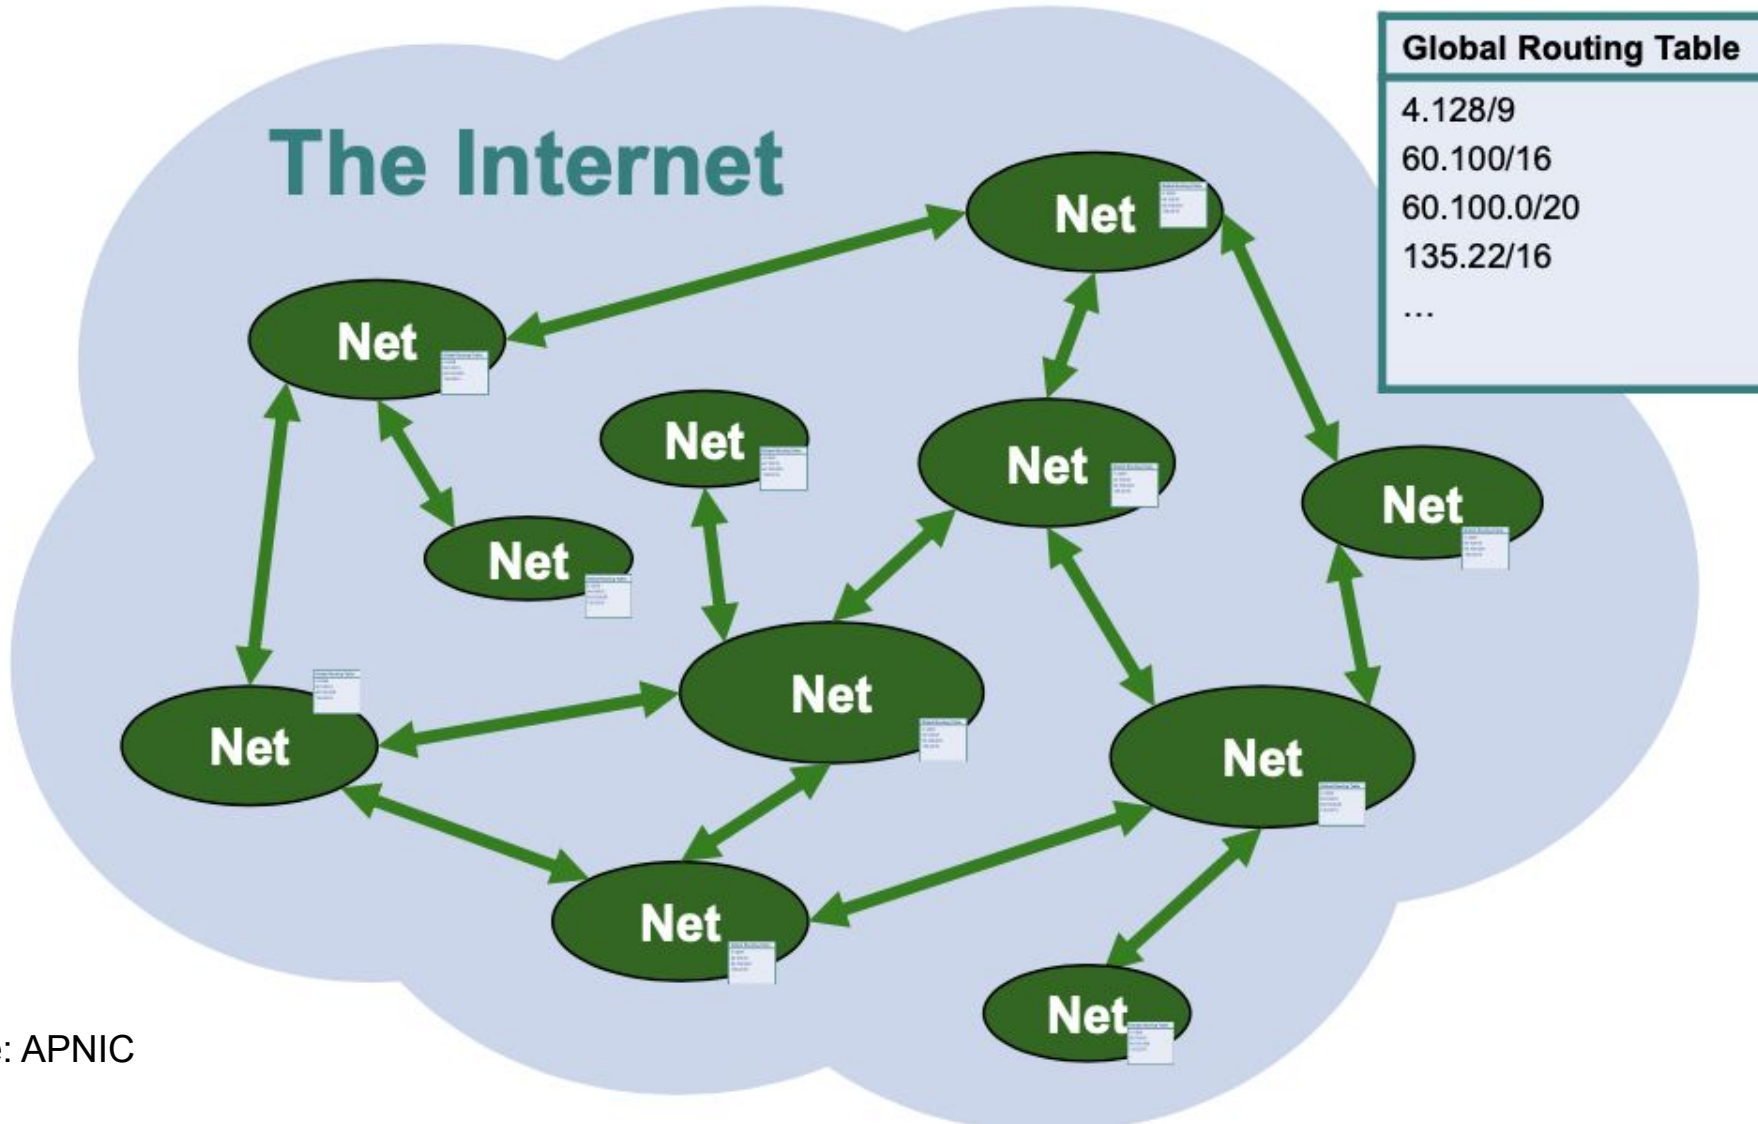 Global Routing Table
4.128/9
60.100/16
60.100.0/20
135.22/16
...
The Internet
Net
Net
Net
Net
Net
Net
Net
Net
Net
Net
Net
: APNIC